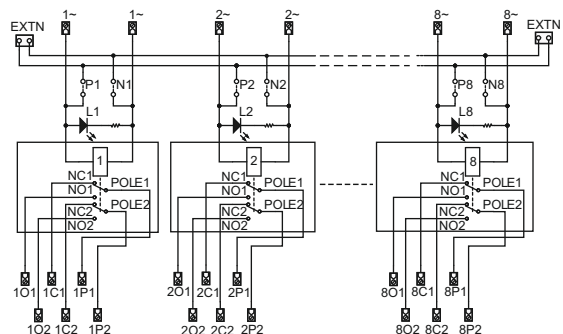 1~ 1~ 2~ 2~ 8~ 8~
EXTN EXTN
P1 N1 P2 N2 P8 N8
L1 L2 L8
1 2 8
NC1 POLE1 NC1 POLE1 NC1 POLE1
NO1 NO1 NO1
NC2 POLE2 NC2 POLE2 NC2 POLE2
NO2 NO2 NO2
1O1 1C1 1P1 2O1 2C1 2P1 8O1 8C1 8P1
1O2 1C2 1P2 2O2 2C2 2P2 8O2 8C2 8P2